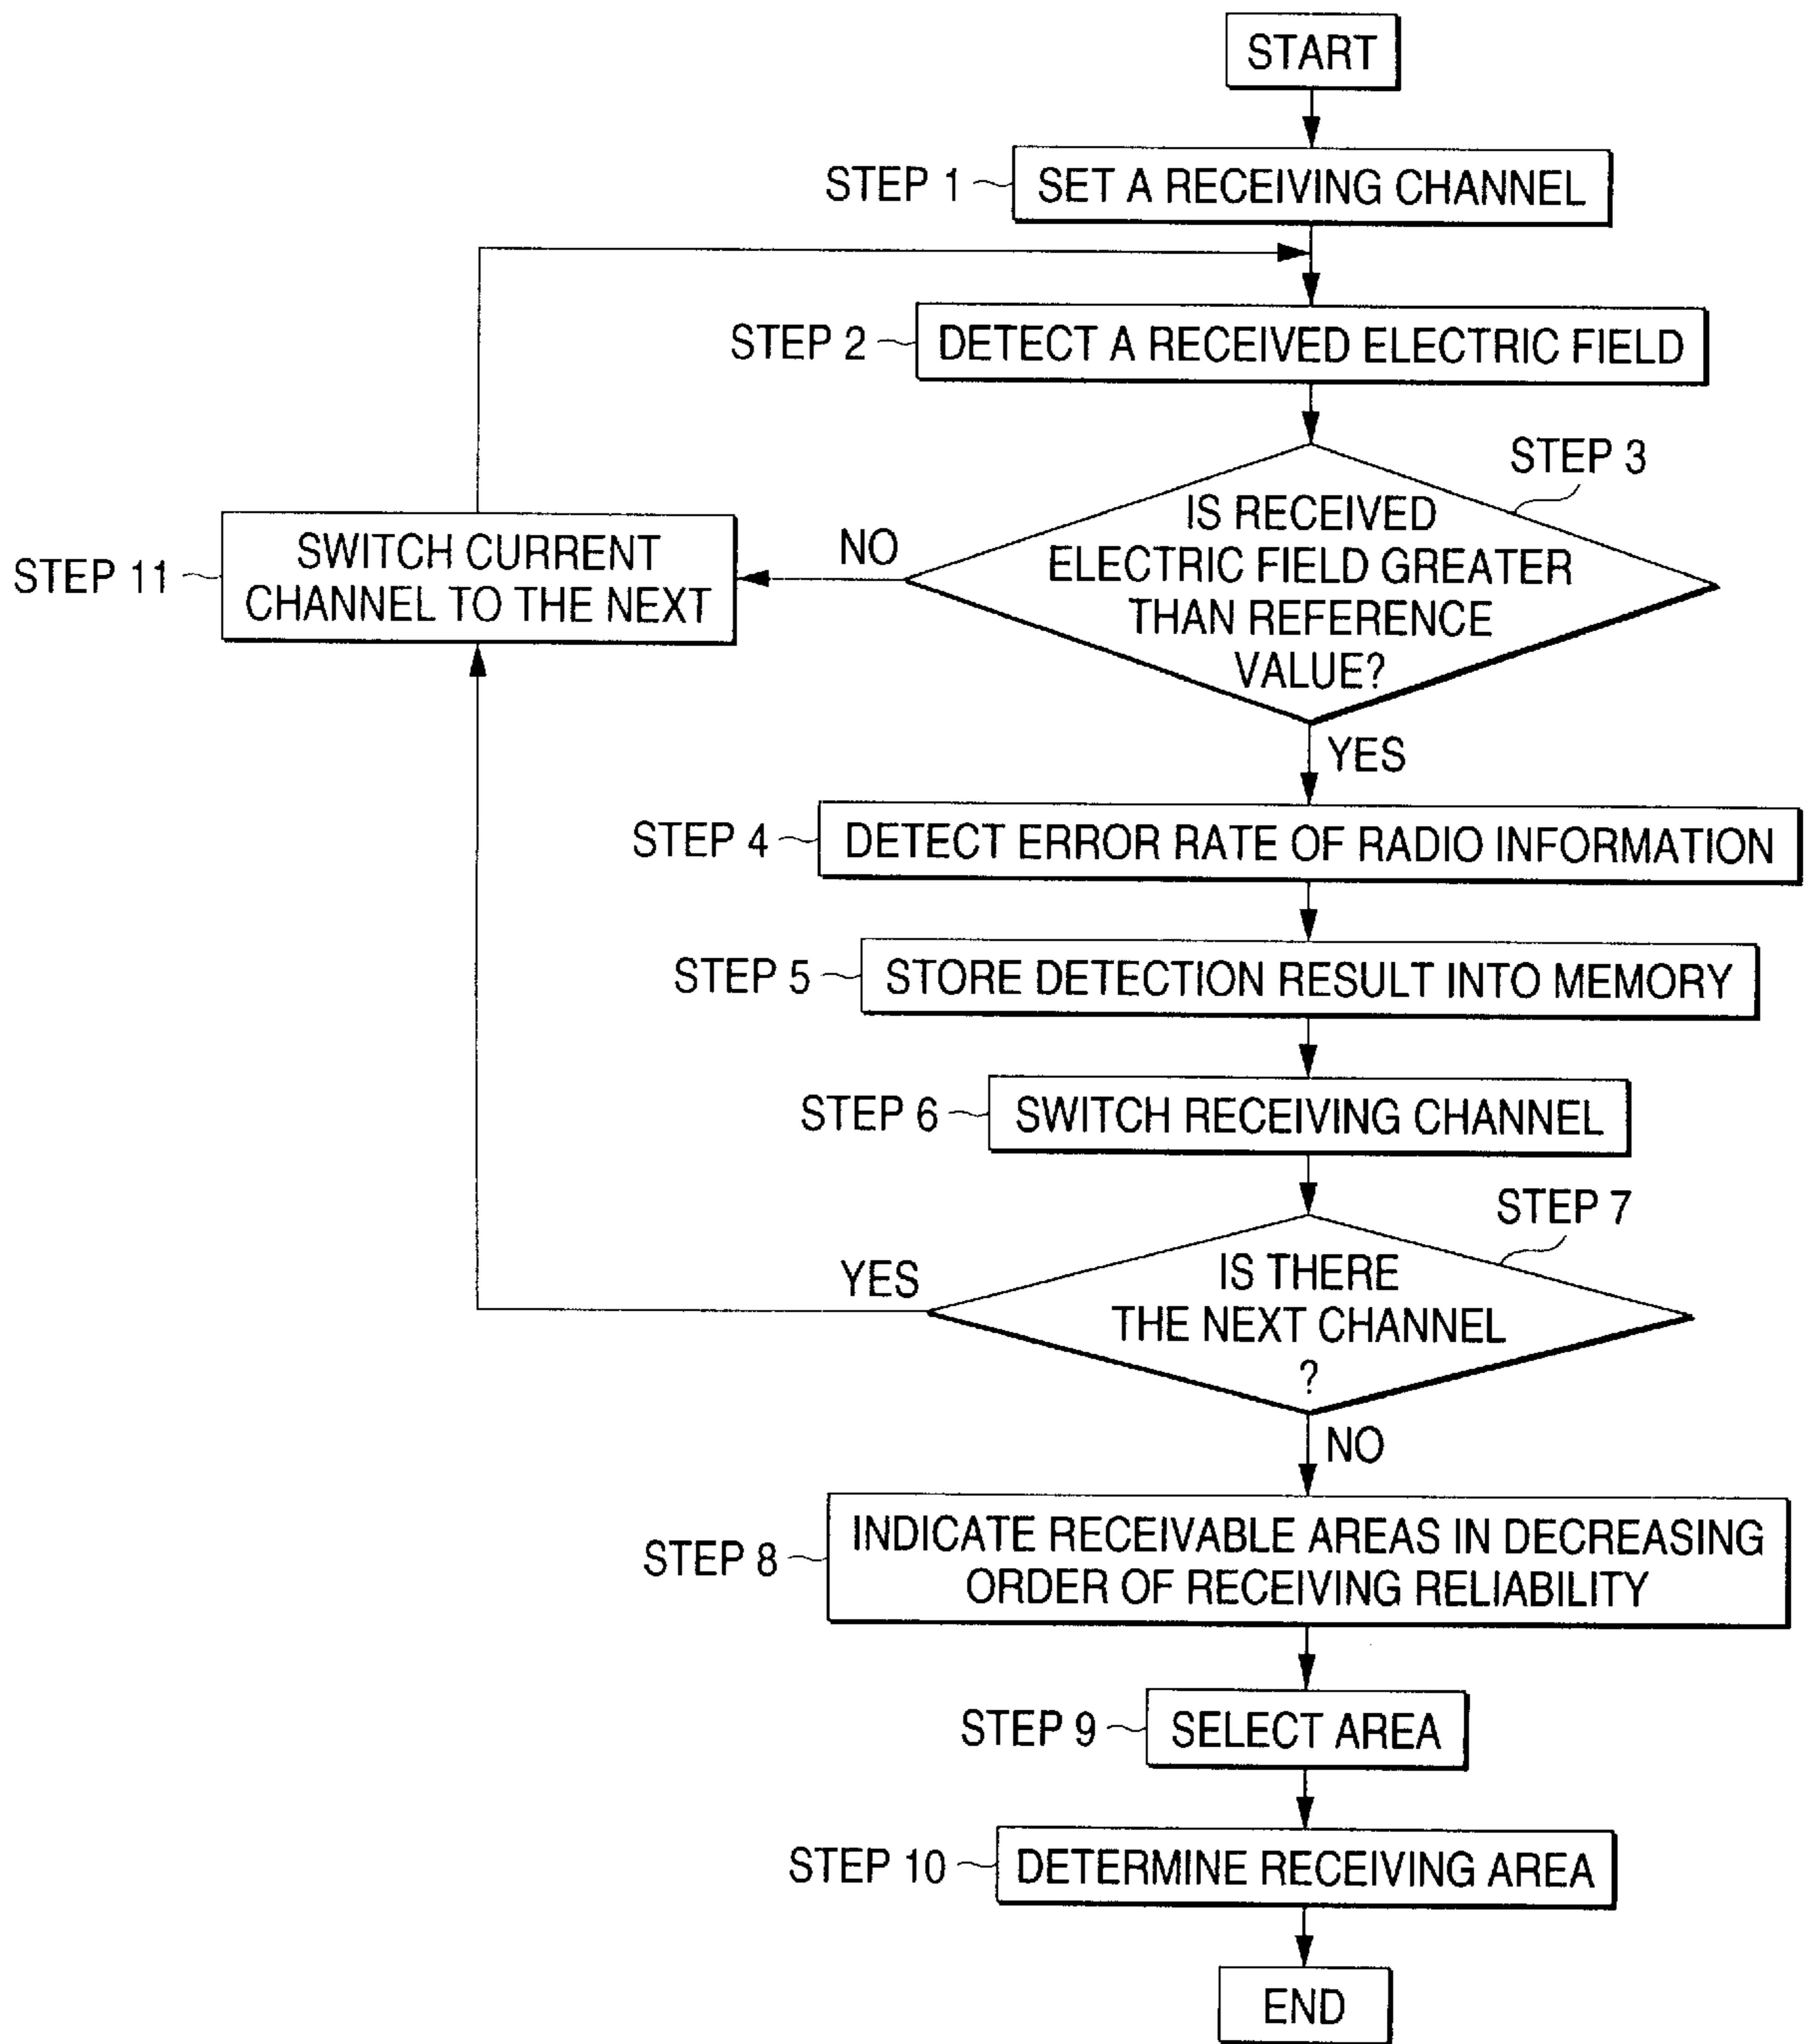 START
STEP 1
SET A RECEIVING CHANNEL
STEP 2
DETECT A RECEIVED ELECTRIC FIELD
STEP 3
IS RECEIVED
ELECTRIC FIELD GREATER
THAN REFERENCE
VALUE?
NO
STEP 11
SWITCH CURRENT
CHANNEL TO THE NEXT
YES
STEP 4
DETECT ERROR RATE OF RADIO INFORMATION
STEP 5
STORE DETECTION RESULT INTO MEMORY
STEP 6
SWITCH RECEIVING CHANNEL
STEP 7
IS THERE
THE NEXT CHANNEL
?
YES
NO
STEP 8
INDICATE RECEIVABLE AREAS IN DECREASING
ORDER OF RECEIVING RELIABILITY
STEP 9
SELECT AREA
STEP 10
DETERMINE RECEIVING AREA
END